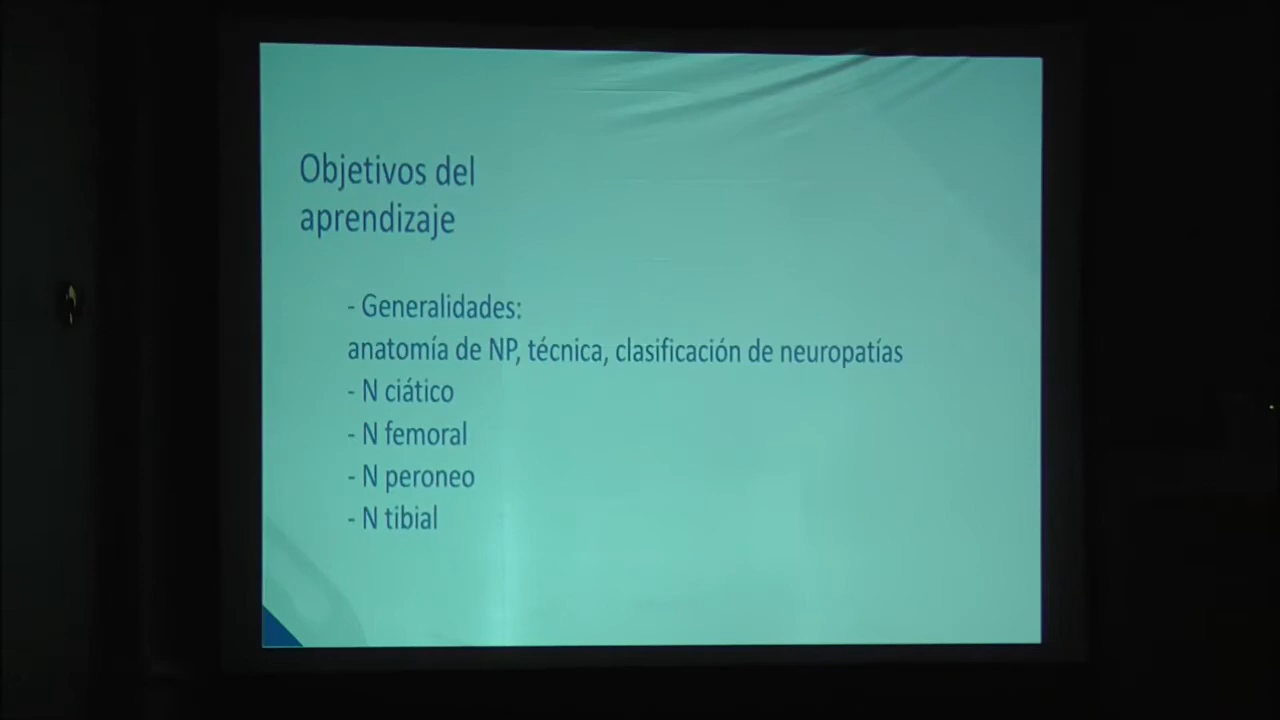 Objetivos del
aprendizaje
- Generalidades:
anatomía de NP, técnica, clasificación de neuropatías
- N ciático
- N femoral
- N peroneo
- N tibial